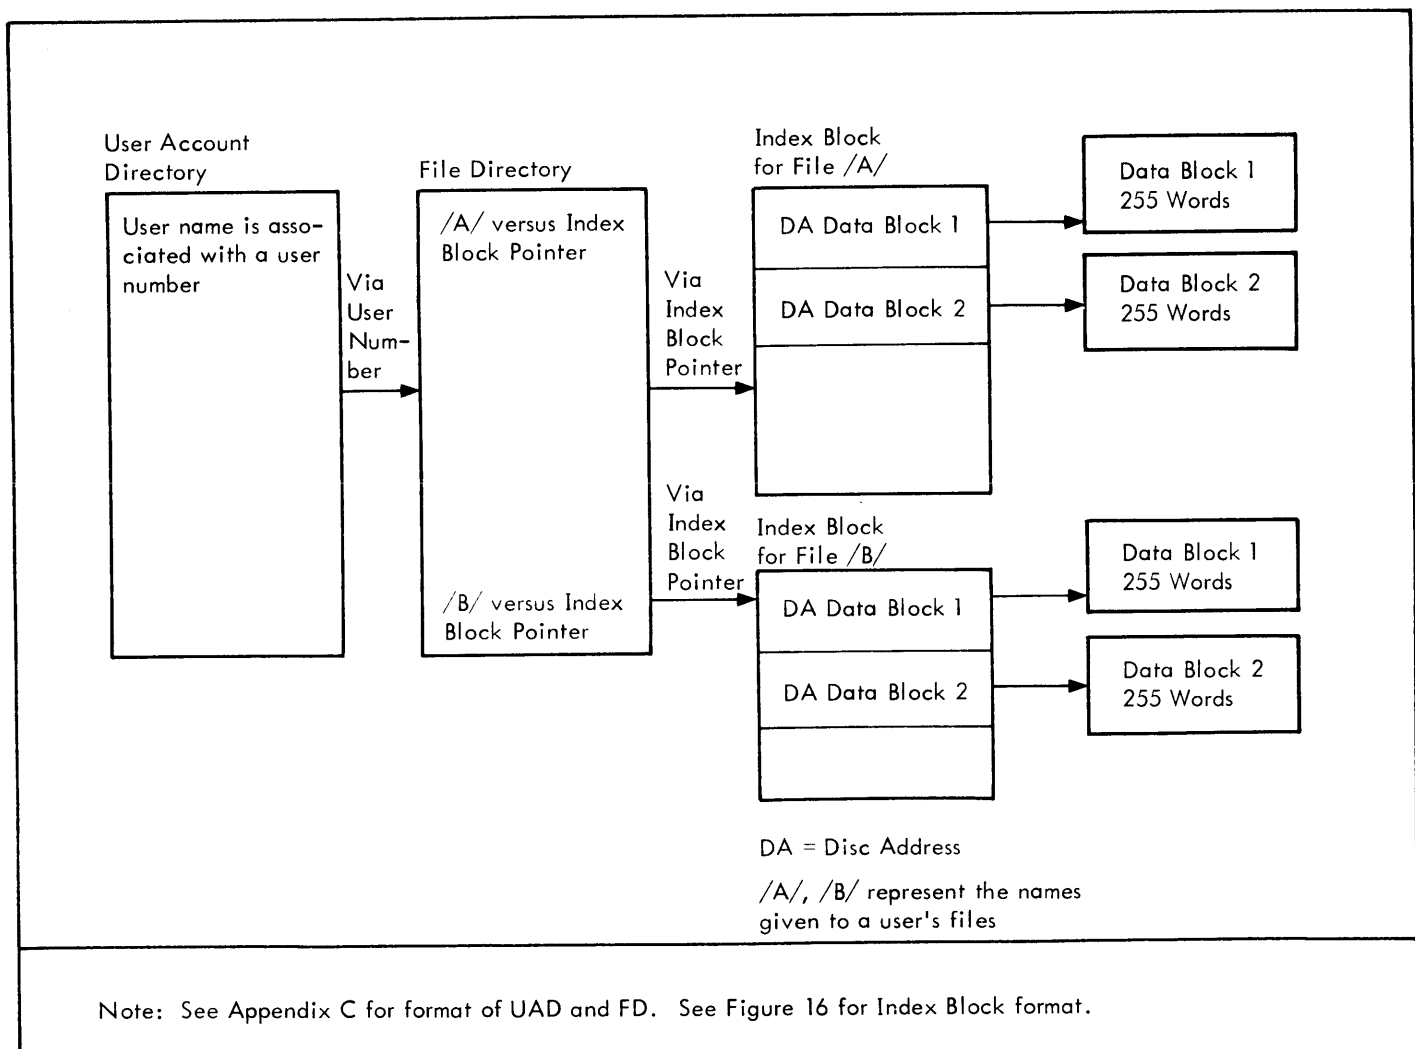 User Account
Directory
User name is asso-
ciated with a user
number
Via
User
Num-
ber
File Directory
/A/ versus Index
Block Pointer
/B/ versus Index
Block Pointer
Via
Index
Block
Pointer
Via
Index
Block
Pointer
Index Block
for File /A/
DA Data Block 1
DA Data Block 2
Data Block 1
255 Words
Data Block 2
255 Words
Index Block
for File /B/
DA Data Block 1
DA Data Block 2
Data Block 1
255 Words
Data Block 2
255 Words
DA = Disc Address
/A/, /B/ represent the names
given to a user's files
Note: See Appendix C for format of UAD and FD. See Figure 16 for Index Block format.